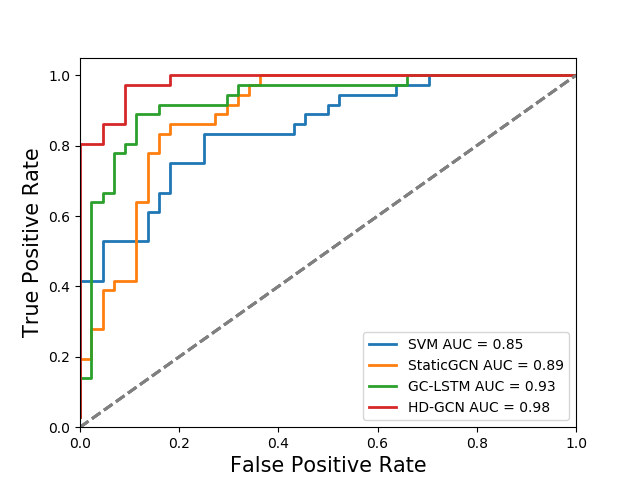 1.0
0.8
0.6
0.4
0.2
0.0
True Positive Rate
SVM AUC = 0.85
StaticGCN AUC = 0.89
GC-LSTM AUC = 0.93
HD-GCN AUC = 0.98
0.0 0.2 0.4 0.6 0.8 1.0
False Positive Rate